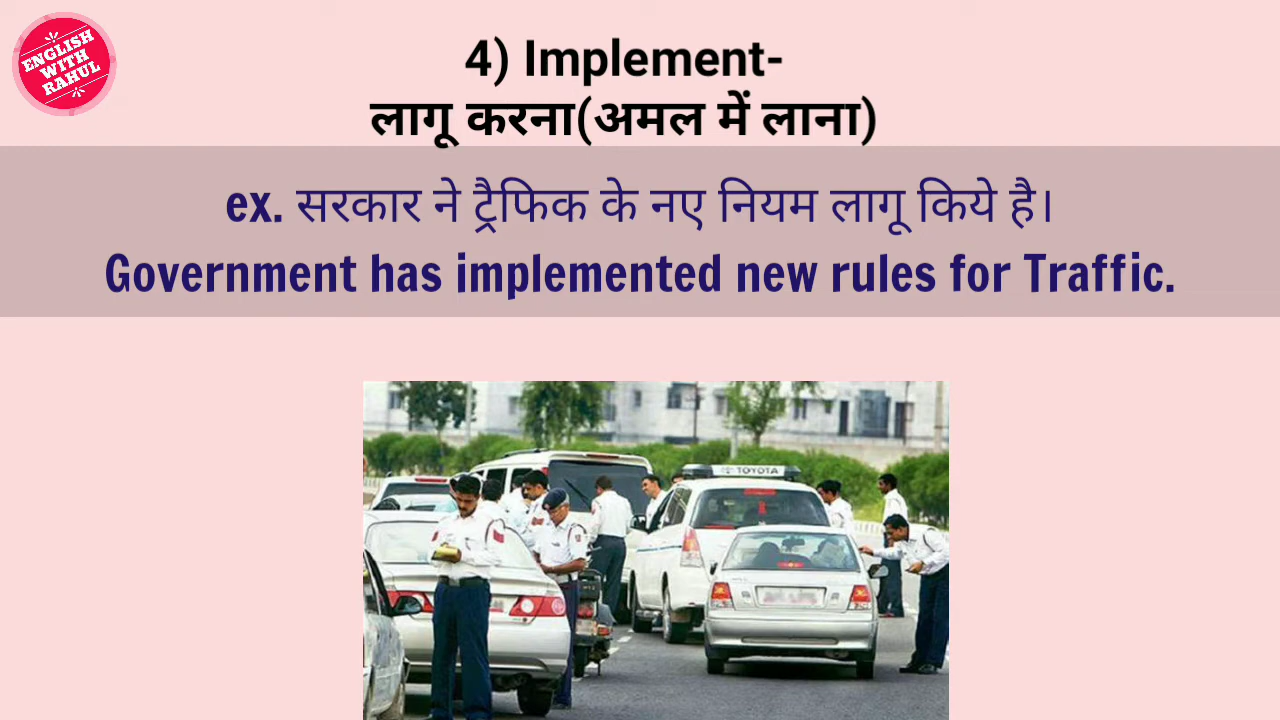 ENGLISH
WITH
RAHUL
4) Implement-
लागू करना(अमल में लाना)
ex. सरकार ने ट्रैफिक के नए नियम लागू किये है।
Government has implemented new rules for Traffic.
TOYOTA